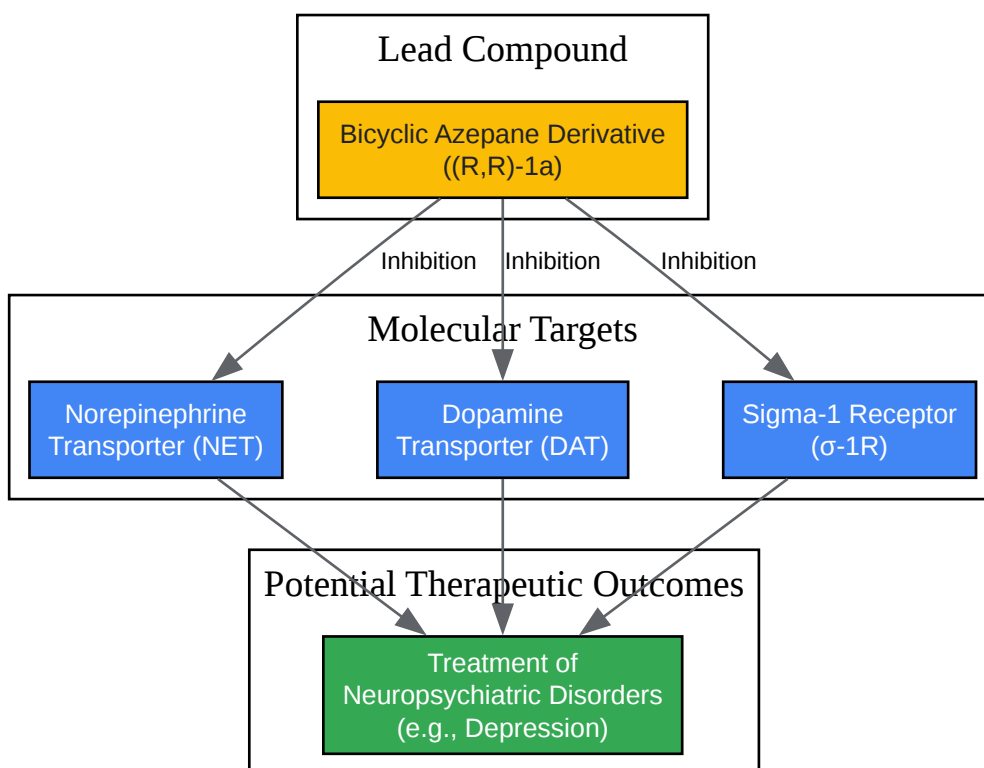 Lead Compound
Bicyclic Azepane Derivative
((R,R)-1a)
Inhibition
Inhibition
Inhibition
Molecular Targets
Norepinephrine
Transporter (NET)
Dopamine
Transporter (DAT)
Sigma-1 Receptor
(σ-1R)
Potential Therapeutic Outcomes
Treatment of
Neuropsychiatric Disorders
(e.g., Depression)